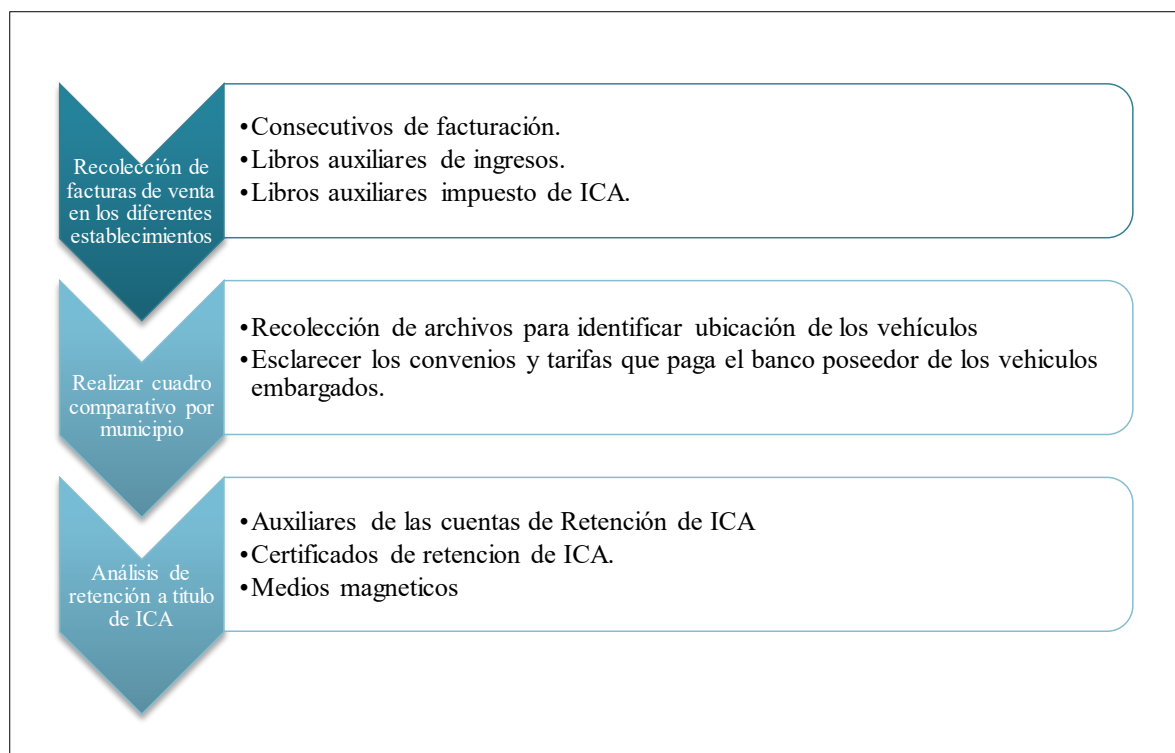 Recolección de
facturas de venta
en los diferentes
establecimientos
•Consecutivos de facturación.
•Libros auxiliares de ingresos.
•Libros auxiliares impuesto de ICA.
Realizar cuadro
comparativo por
municipio
•Recolección de archivos para identificar ubicación de los vehículos
•Esclarecer los convenios y tarifas que paga el banco poseedor de los vehiculos
embargados.
Análisis de
retención a titulo
de ICA
•Auxiliares de las cuentas de Retención de ICA
•Certificados de retencion de ICA.
•Medios magneticos